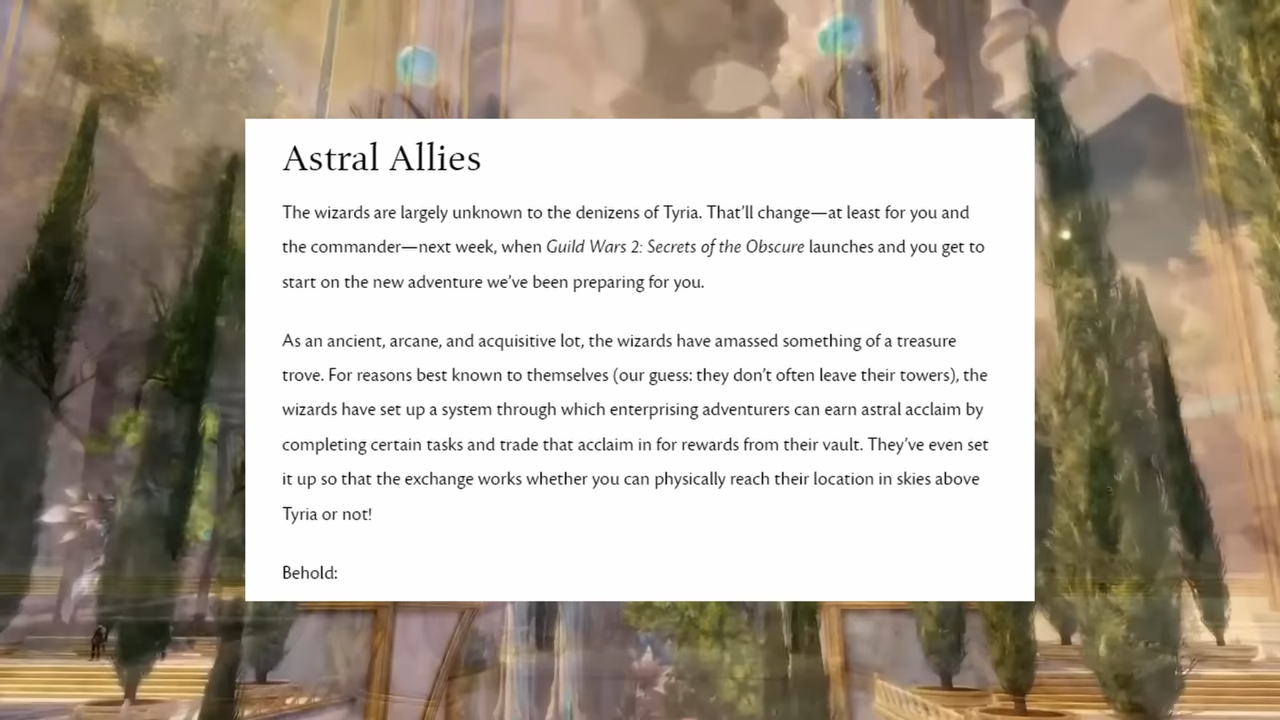 Astral Allies
The wizards are largely unknown to the denizens of Tyria. That’ll change—at least for you and
the commander—next week, when Guild Wars 2: Secrets of the Obscure launches and you get to
start on the new adventure we’ve been preparing for you.
As an ancient, arcane, and acquisitive lot, the wizards have amassed something of a treasure
trove. For reasons best known to themselves (our guess: they don’t often leave their towers), the
wizards have set up a system through which enterprising adventurers can earn astral acclaim by
completing certain tasks and trade that acclaim in for rewards from their vault. They’ve even set
it up so that the exchange works whether you can physically reach their location in skies above
Tyria or not!
Behold: